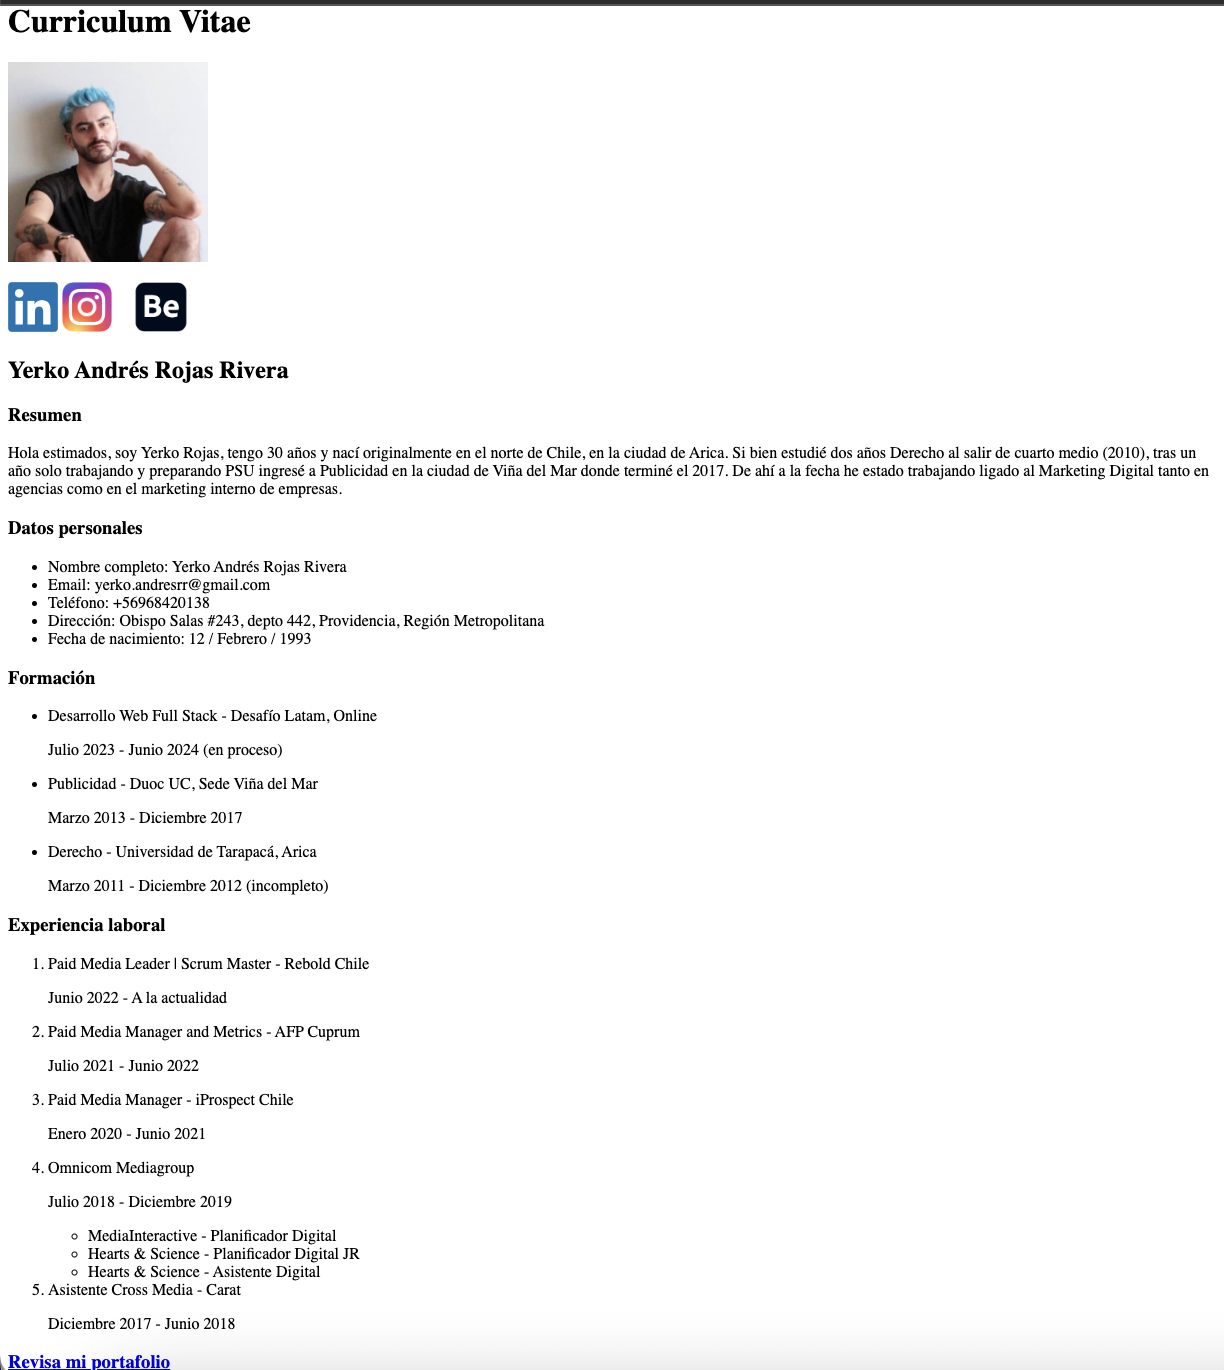 Curriculum Vitae
in
Be
Yerko Andrés Rojas Rivera
Resumen
Hola estimados, soy Yerko Rojas, tengo 30 años y nací originalmente en el norte de Chile, en la ciudad de Arica. Si bien estudié dos años Derecho al salir de cuarto medio (2010), tras un
año solo trabajando y preparando PSU ingresé a Publicidad en la ciudad de Viña del Mar donde terminé el 2017. De ahí a la fecha he estado trabajando ligado al Marketing Digital tanto en
agencias como en el marketing interno de empresas.
Datos personales
• Nombre completo: Yerko Andrés Rojas Rivera
• Email: yerko.andresrr@gmail.com
• Teléfono: +56968420138
• Dirección: Obispo Salas #243, depto 442, Providencia, Región Metropolitana
• Fecha de nacimiento: 12 / Febrero / 1993
Formación
• Desarrollo Web Full Stack - Desafío Latam, Online
Julio 2023 - Junio 2024 (en proceso)
• Publicidad - Duoc UC, Sede Viña del Mar
Marzo 2013 - Diciembre 2017
• Derecho - Universidad de Tarapacá, Arica
Marzo 2011 - Diciembre 2012 (incompleto)
Experiencia laboral
1. Paid Media Leader | Scrum Master - Rebold Chile
Junio 2022 - A la actualidad
2. Paid Media Manager and Metrics - AFP Cuprum
Julio 2021 - Junio 2022
3. Paid Media Manager - iProspect Chile
Enero 2020 - Junio 2021
4. Omnicom Mediagroup
Julio 2018 - Diciembre 2019
◦ MediaInteractive - Planificador Digital
◦ Hearts & Science - Planificador Digital JR
◦ Hearts & Science - Asistente Digital
5. Asistente Cross Media - Carat
Diciembre 2017 - Junio 2018
Revisa mi portafolio